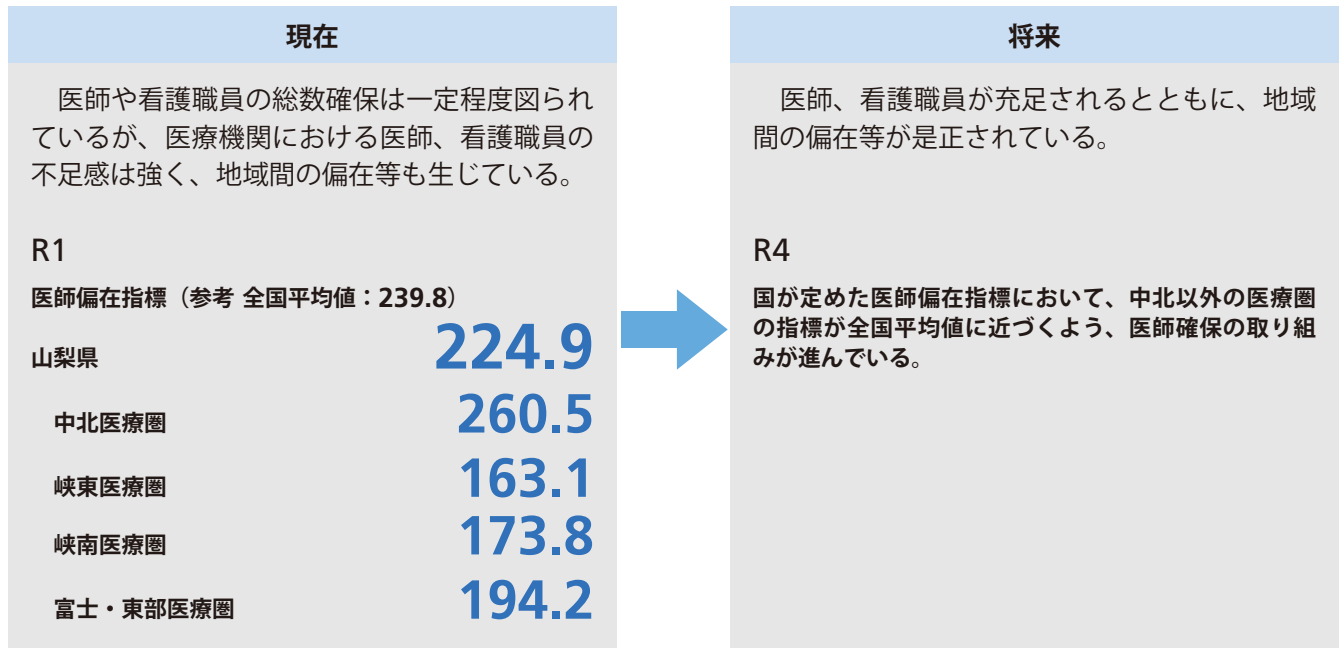 現在
医師や看護職員の総数確保は一定程度図られ
ているが、医療機関における医師、看護職員の
不足感は強く、地域間の偏在等も生じている。
R1
医師偏在指標（参考 全国平均値：239.8）
山梨県 224.9
中北医療圏 260.5
峡東医療圏 163.1
峡南医療圏 173.8
富士・東部医療圏 194.2
将来
医師、看護職員が充足されるとともに、地域
間の偏在等が是正されている。
R4
国が定めた医師偏在指標において、中北以外の医療圏
の指標が全国平均値に近づくよう、医師確保の取り組
みが進んでいる。